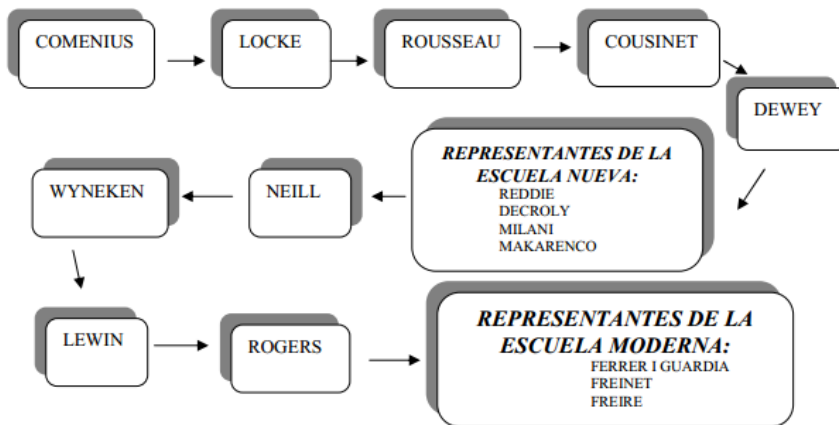 COMENIUS
LOCKE
ROUSSEAU
COUSINET
DEWEY
REPRESENTANTES DE LA
ESCUELA NUEVA:
REDDIE
DECROLY
MILANI
MAKARENCO
NEILL
WYNEKEN
LEWIN
ROGERS
REPRESENTANTES DE LA
ESCUELA MODERNA:
FERRER I GUARDIA
FREINET
FREIRE